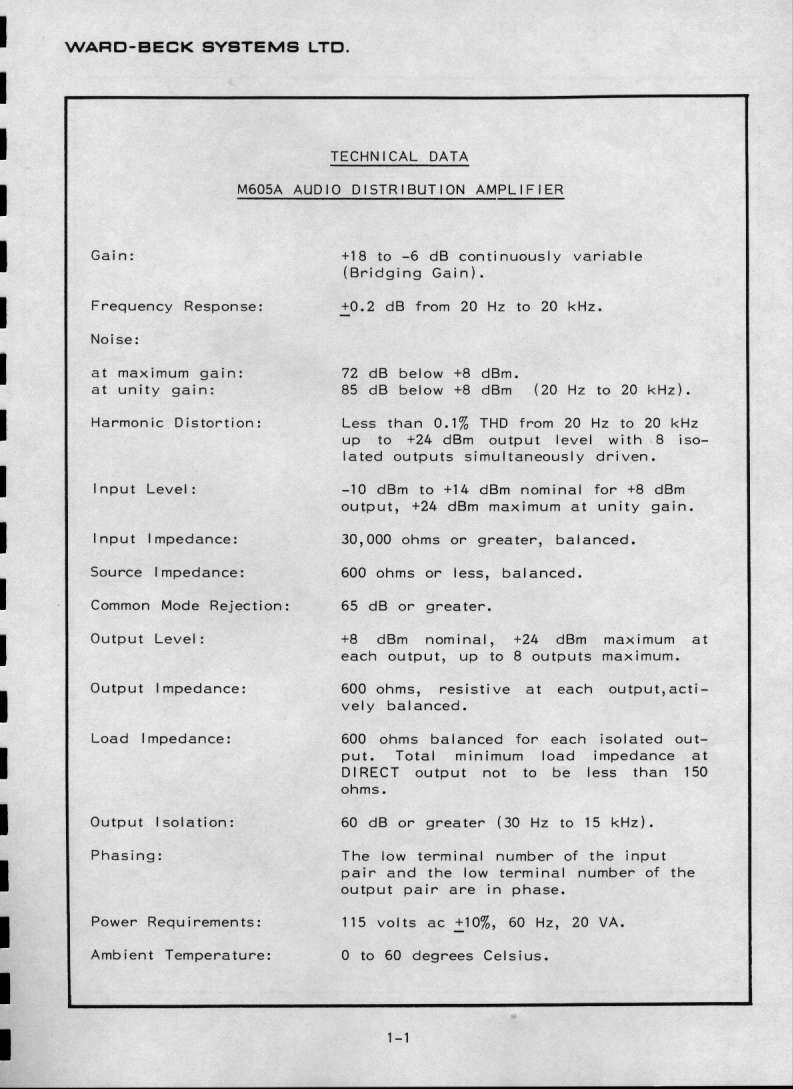 WARD-BECK SYSTEMS LTD.
TECHNICAL DATA
M605A AUDIO DISTRIBUTION AMPLIFIER
Gain: +18 to -6 dB continuously variable
(Bridging Gain).
Frequency Response: ±0.2 dB from 20 Hz to 20 kHz.
Noise:
at maximum gain: 72 dB below +8 dBm.
at unity gain: 85 dB below +8 dBm (20 Hz to 20 kHz).
Harmonic Distortion: Less than 0.1% THD from 20 Hz to 20 kHz
up to +24 dBm output level with 8 iso-
lated outputs simultaneously driven.
Input Level: -10 dBm to +14 dBm nominal for +8 dBm
output, +24 dBm maximum at unity gain.
Input Impedance: 30,000 ohms or greater, balanced.
Source Impedance: 600 ohms or less, balanced.
Common Mode Rejection: 65 dB or greater.
Output Level: +8 dBm nominal, +24 dBm maximum at
each output, up to 8 outputs maximum.
Output Impedance: 600 ohms, resistive at each output,acti-
vely balanced.
Load Impedance: 600 ohms balanced for each isolated out-
put. Total minimum load impedance at
DIRECT output not to be less than 150
ohms.
Output Isolation: 60 dB or greater (30 Hz to 15 kHz).
Phasing: The low terminal number of the input
pair and the low terminal number of the
output pair are in phase.
Power Requirements: 115 volts ac ±10%, 60 Hz, 20 VA.
Ambient Temperature: 0 to 60 degrees Celsius.
1-1